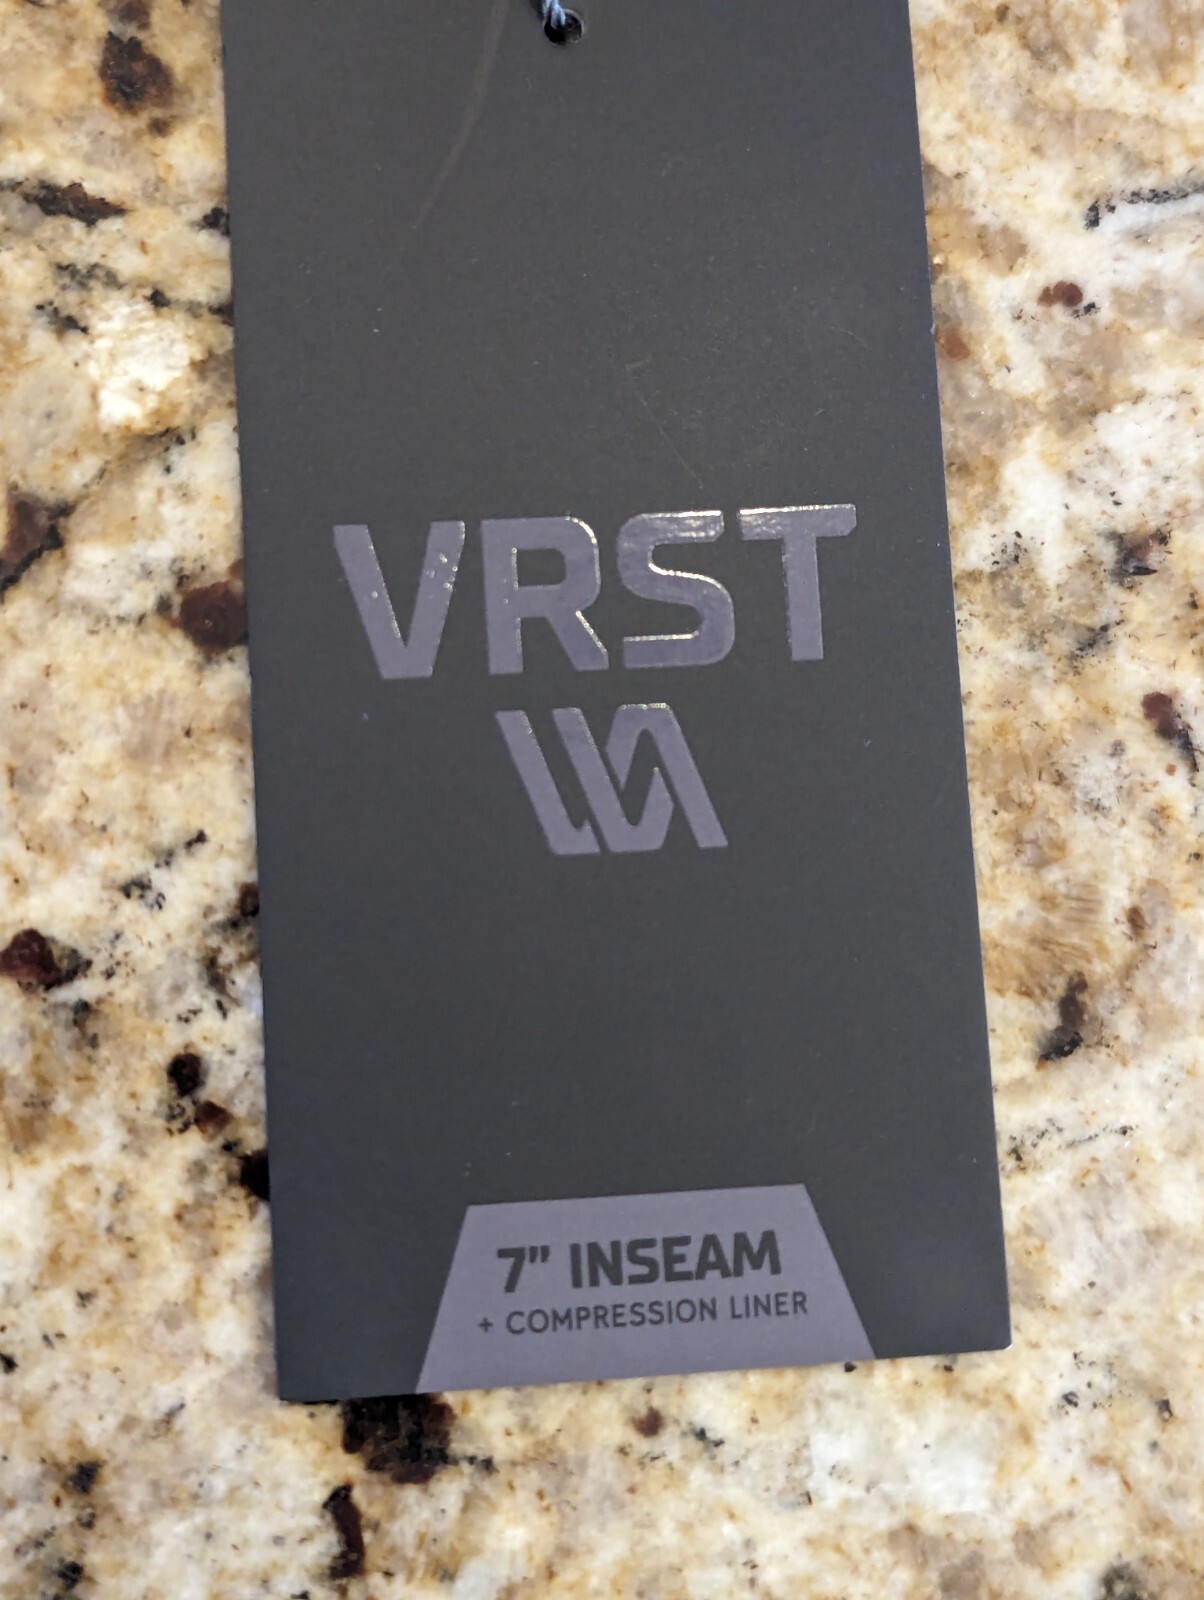 VRST
7" INSEAM
+ COMPRESSION LINER